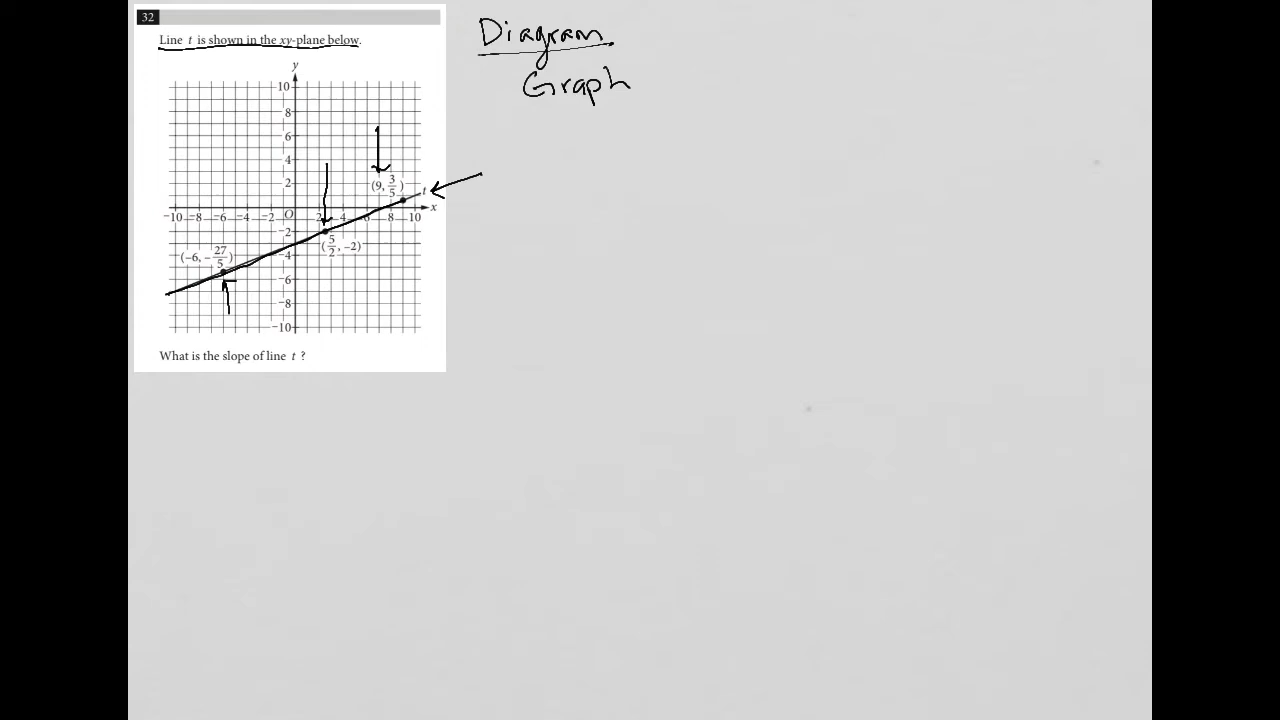 32
Line t is shown in the xy-plane below.
Diagram
Graph
y
10
8
6
4
2
(9, 3/5)
t
x
-10 -8 -6 -4 -2 O 2 4 6 8 10
-2
(5/2, -2)
(-6, -27/5)
-4
-6
-8
-10
What is the slope of line t ?